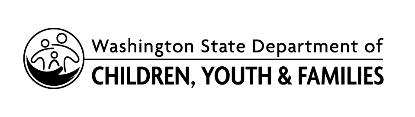 Washington State Department of
CHILDREN, YOUTH & FAMILIES